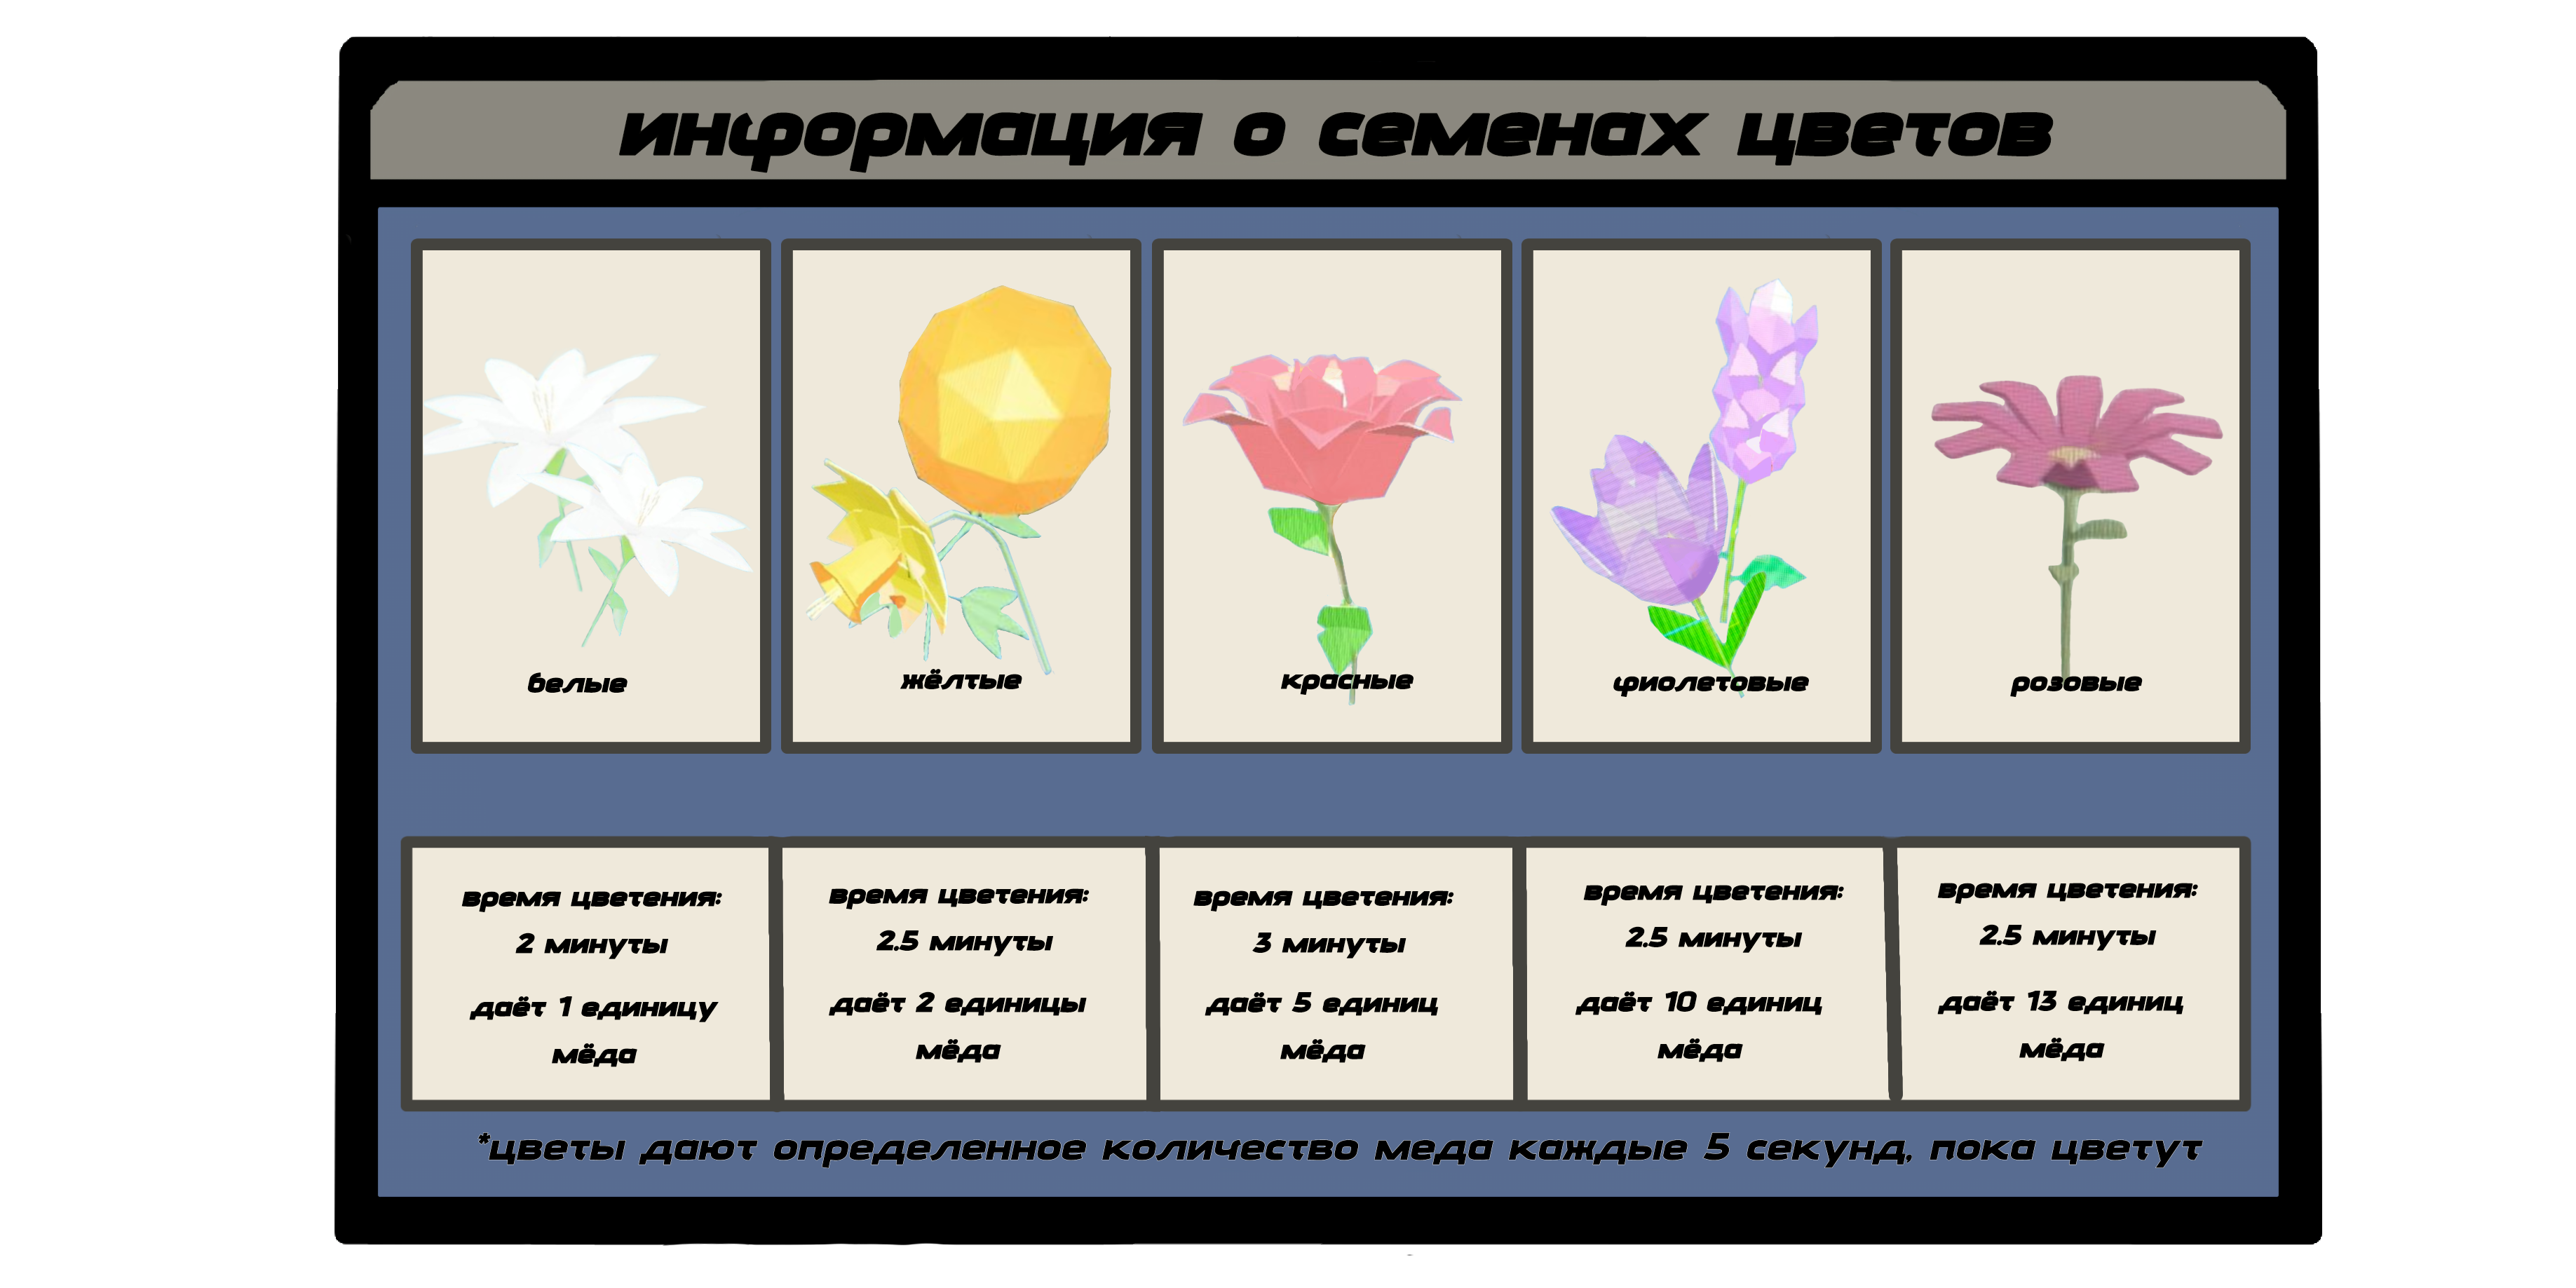 информация о семенах цветов
белые
жёлтые
красные
фиолетовые
розовые
время цветения:
2 минуты
даёт 1 единицу
мёда
время цветения:
2.5 минуты
даёт 2 единицы
мёда
время цветения:
3 минуты
даёт 5 единиц
мёда
время цветения:
2.5 минуты
даёт 10 единиц
мёда
время цветения:
2.5 минуты
даёт 13 единиц
мёда
*цветы дают определенное количество меда каждые 5 секунд, пока цветут